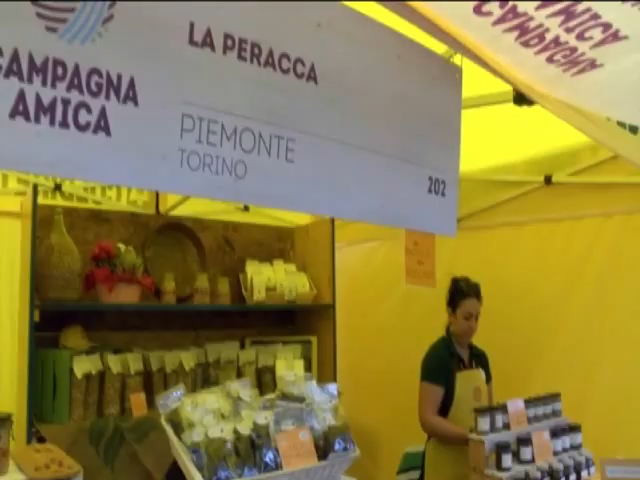 CAMPAGNA
AMICA
LA PERACCA
PIEMONTE
TORINO
202
AMICA
CAMPAGNA